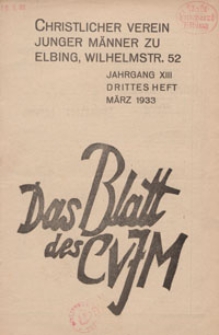 CHRISTLICHER VEREIN
JUNGER MÄNNER ZU
ELBING, WILHELMSTR. 52
JAHRGANG XIII
DRITTES HEFT
MÄRZ 1933
Das Blatt
des CVJM